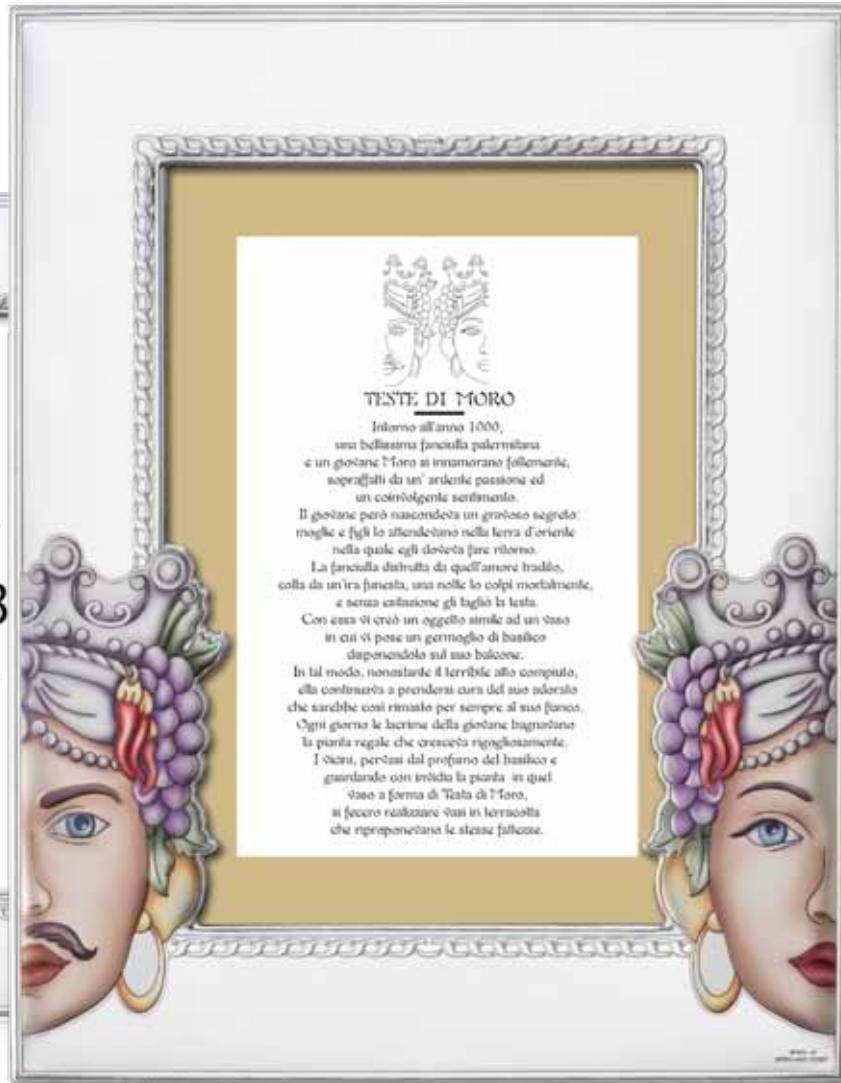 TESTE DI MORO
Intorno all'anno 1000,
una bellissima fanciulla palermitana
e un giovane Moro si innamorano follemente,
sopraffatti da un' ardente passione ed
un coinvolgente sentimento.
Il giovane però nascondeva un gravoso segreto:
moglie e figli lo attendevano nella terra d'oriente
nella quale egli doveva fare ritorno.
La fanciulla distrutta da quell'amore tradito,
colta da un'ira funesta, una notte lo colpì mortalmente,
e senza esitazione gli tagliò la testa.
Con essa vi creò un oggetto simile ad un vaso
in cui vi pose un germoglio di basilico
disponendolo sul suo balcone.
In tal modo, nonostante il terribile atto compiuto,
ella continuava a prendersi cura del suo adorato
che sarebbe così rimasto per sempre al suo fianco.
Ogni giorno le lacrime della giovane bagnavano
la pianta regale che cresceva rigogliosamente.
I vicini, pervasi dal profumo del basilico e
guardando con invidia la pianta in quel
vaso a forma di Testa di Moro,
si fecero realizzare vasi in terracotta
che riproponevano le stesse fattezze.